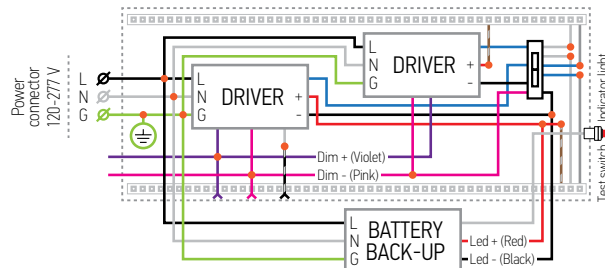 Power
connector
120-277 V
L
N
G
L
N
G
DRIVER
+
-
L
N
G
DRIVER
+
-
Dim + (Violet)
Dim - (Pink)
L
N
G
BATTERY
BACK-UP
Led + (Red)
Led - (Black)
Test switch
Indicator light